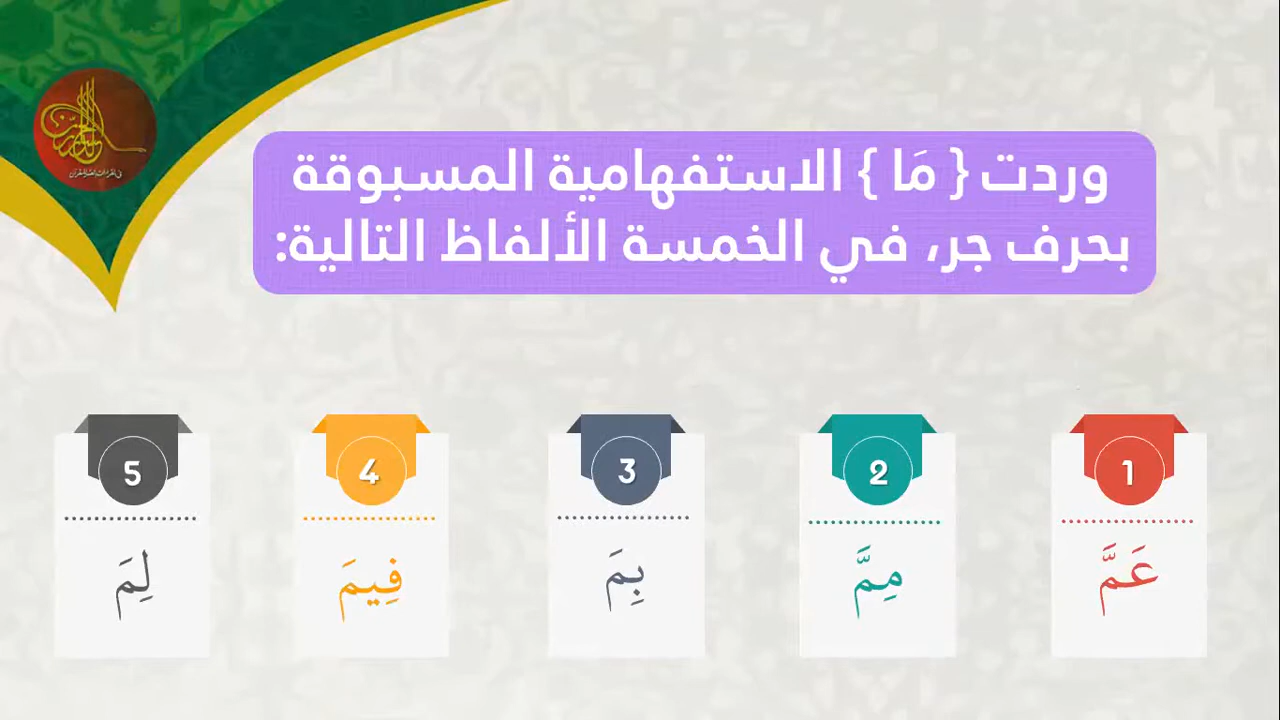 وردت { مَا } الاستفهامية المسبوقة
بحرف جر، في الخمسة الألفاظ التالية:
1
عَمَّ
2
مِمَّ
3
بِمَ
4
فِيمَ
5
لِمَ